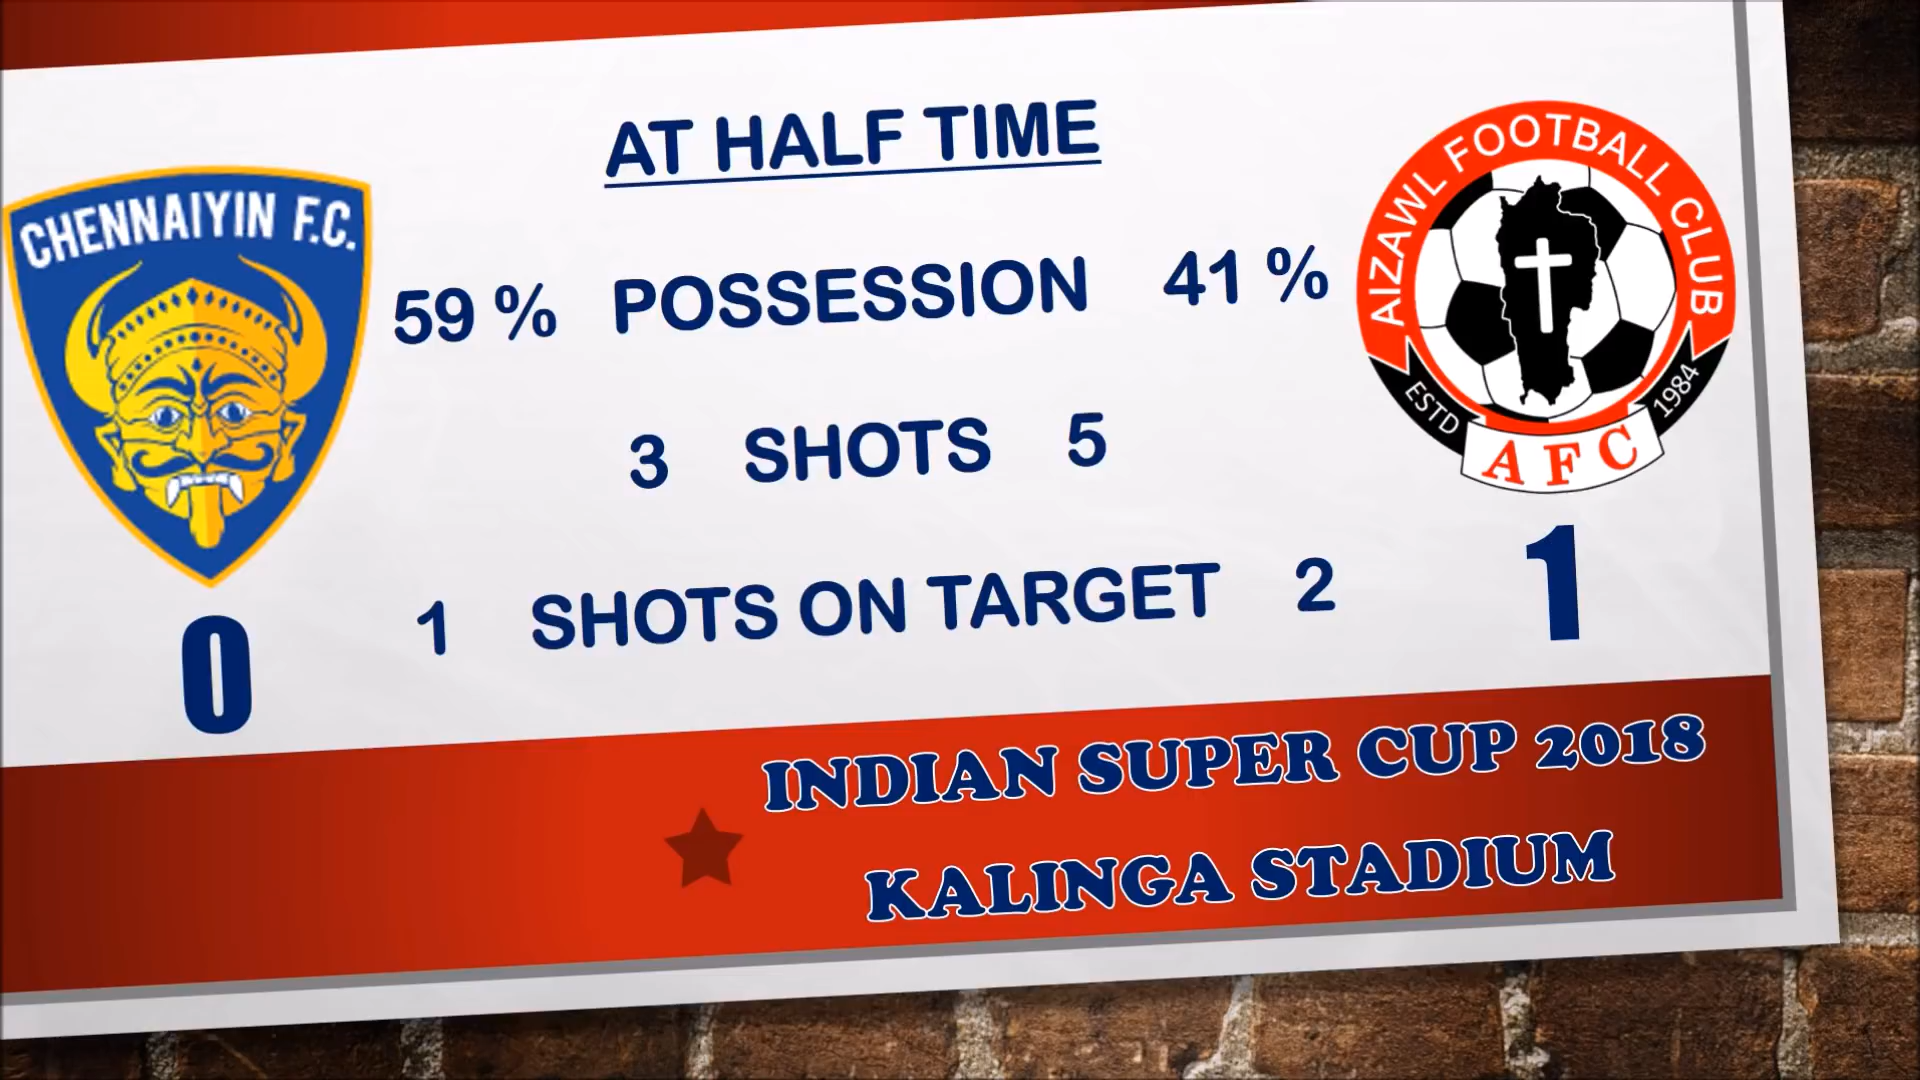 AT HALF TIME
CHENNAIYIN F.C.
AIZAWL FOOTBALL CLUB
ESTD 1984
AFC
59 % POSSESSION 41 %
3 SHOTS 5
1 SHOTS ON TARGET 2
0 1
INDIAN SUPER CUP 2018
KALINGA STADIUM